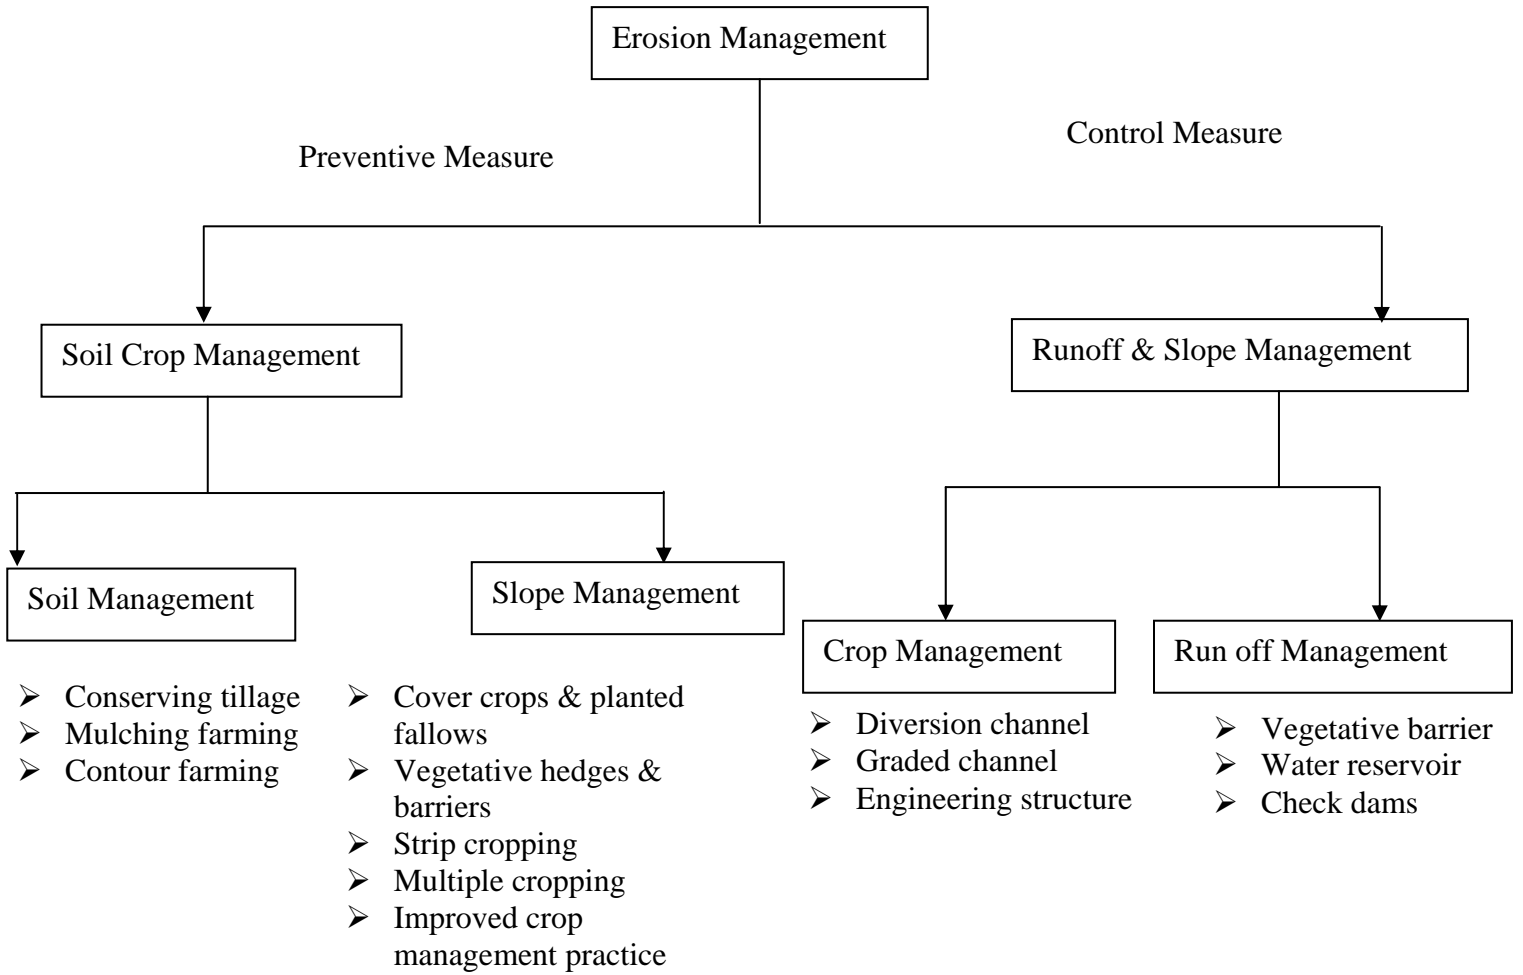 Erosion Management
Control Measure
Preventive Measure
Soil Crop Management
Runoff & Slope Management
Soil Management
Slope Management
Crop Management
Run off Management
➢ Conserving tillage
➢ Mulching farming
➢ Contour farming
➢ Cover crops & planted
fallows
➢ Vegetative hedges &
barriers
➢ Strip cropping
➢ Multiple cropping
➢ Improved crop
management practice
➢ Diversion channel
➢ Graded channel
➢ Engineering structure
➢ Vegetative barrier
➢ Water reservoir
➢ Check dams